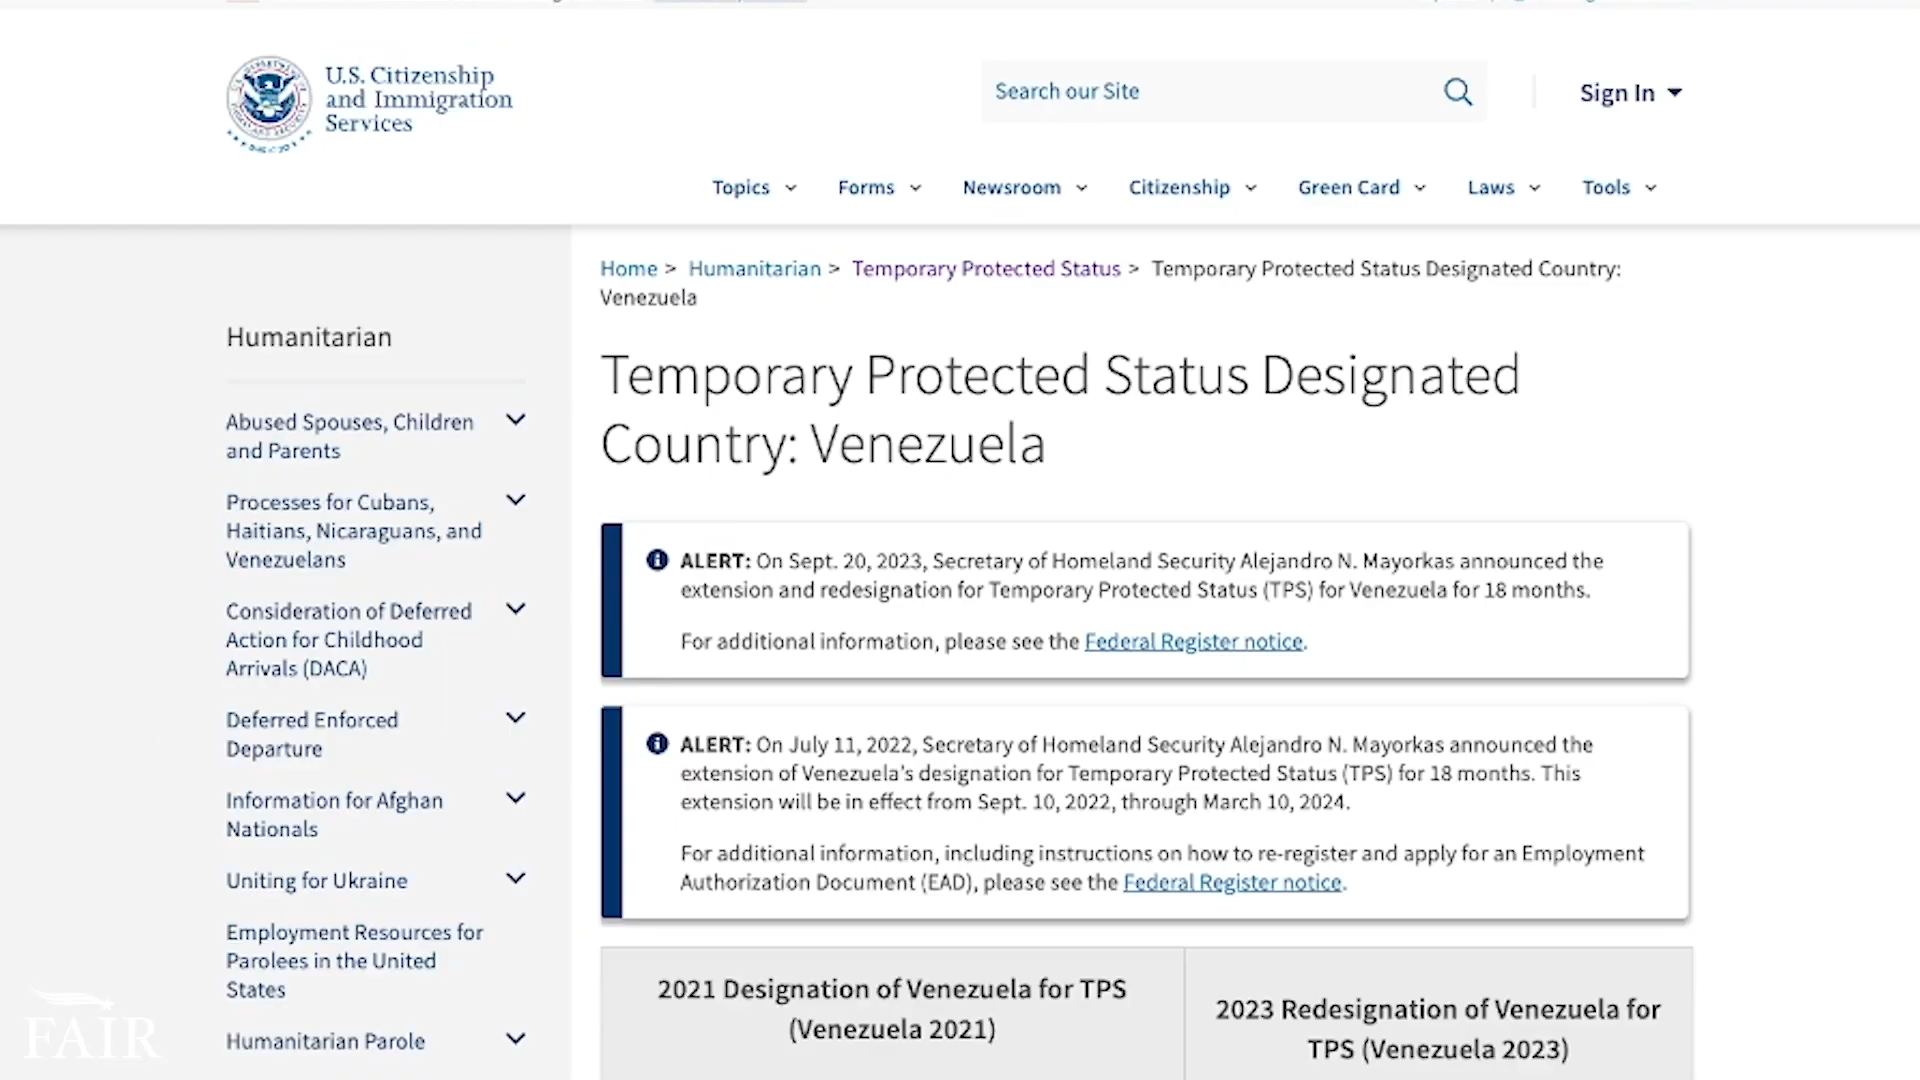 U.S. Citizenship
and Immigration
Services
Search our Site
Sign In
Topics
Forms
Newsroom
Citizenship
Green Card
Laws
Tools
Home > Humanitarian > Temporary Protected Status > Temporary Protected Status Designated Country:
Venezuela
Humanitarian
Abused Spouses, Children
and Parents
Processes for Cubans,
Haitians, Nicaraguans, and
Venezuelans
Consideration of Deferred
Action for Childhood
Arrivals (DACA)
Deferred Enforced
Departure
Information for Afghan
Nationals
Uniting for Ukraine
Employment Resources for
Parolees in the United
States
Humanitarian Parole
Temporary Protected Status Designated
Country: Venezuela
ALERT: On Sept. 20, 2023, Secretary of Homeland Security Alejandro N. Mayorkas announced the
extension and redesignation for Temporary Protected Status (TPS) for Venezuela for 18 months.
For additional information, please see the Federal Register notice.
ALERT: On July 11, 2022, Secretary of Homeland Security Alejandro N. Mayorkas announced the
extension of Venezuela's designation for Temporary Protected Status (TPS) for 18 months. This
extension will be in effect from Sept. 10, 2022, through March 10, 2024.
For additional information, including instructions on how to re-register and apply for an Employment
Authorization Document (EAD), please see the Federal Register notice.
2021 Designation of Venezuela for TPS
(Venezuela 2021)
2023 Redesignation of Venezuela for
TPS (Venezuela 2023)
FAIR